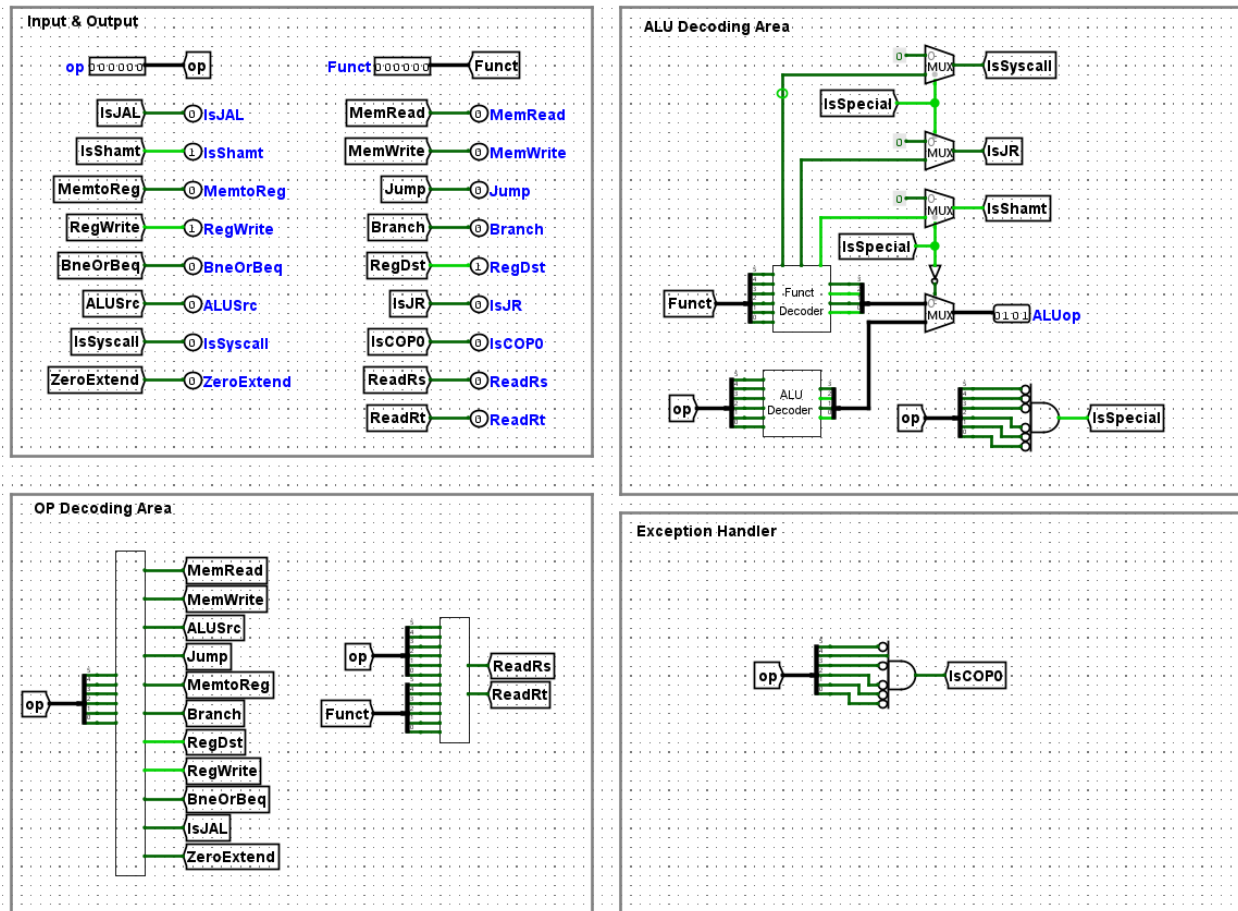 Input & Output
op 000000 op
Funct 000000 Funct
IsJAL 0 IsJAL
MemRead 0 MemRead
IsShamt 1 IsShamt
MemWrite 0 MemWrite
MemtoReg 0 MemtoReg
Jump 0 Jump
RegWrite 1 RegWrite
Branch 0 Branch
BneOrBeq 0 BneOrBeq
RegDst 1 RegDst
ALUSrc 0 ALUSrc
IsJR 0 IsJR
IsSyscall 0 IsSyscall
IsCOP0 0 IsCOP0
ZeroExtend 0 ZeroExtend
ReadRs 0 ReadRs
ReadRt 0 ReadRt
ALU Decoding Area
0 MUX IsSyscall
IsSpecial
0 MUX IsJR
0 MUX IsShamt
IsSpecial
Funct
Funct
Decoder
MUX 0101 ALUop
op
ALU
Decoder
op IsSpecial
OP Decoding Area
op
MemRead
MemWrite
ALUSrc
Jump
MemtoReg
Branch
RegDst
RegWrite
BneOrBeq
IsJAL
ZeroExtend
op
Funct
ReadRs
ReadRt
Exception Handler
op IsCOP0